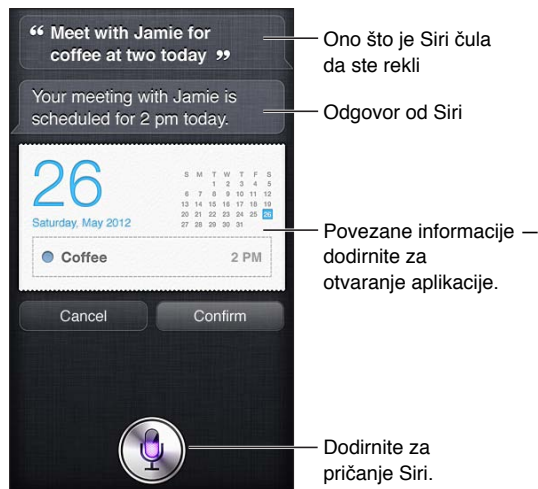 “ Meet with Jamie for
coffee at two today ”
Ono što je Siri čula
da ste rekli
Your meeting with Jamie is
scheduled for 2 pm today.
Odgovor od Siri
26
Saturday, May 2012
S M T W T F S
1 2 3 4 5
6 7 8 9 10 11 12
13 14 15 16 17 18 19
20 21 22 23 24 25 26
27 28 29 30 31
Coffee 2 PM
Povezane informacije —
dodirnite za
otvaranje aplikacije.
Cancel Confirm
Dodirnite za
pričanje Siri.